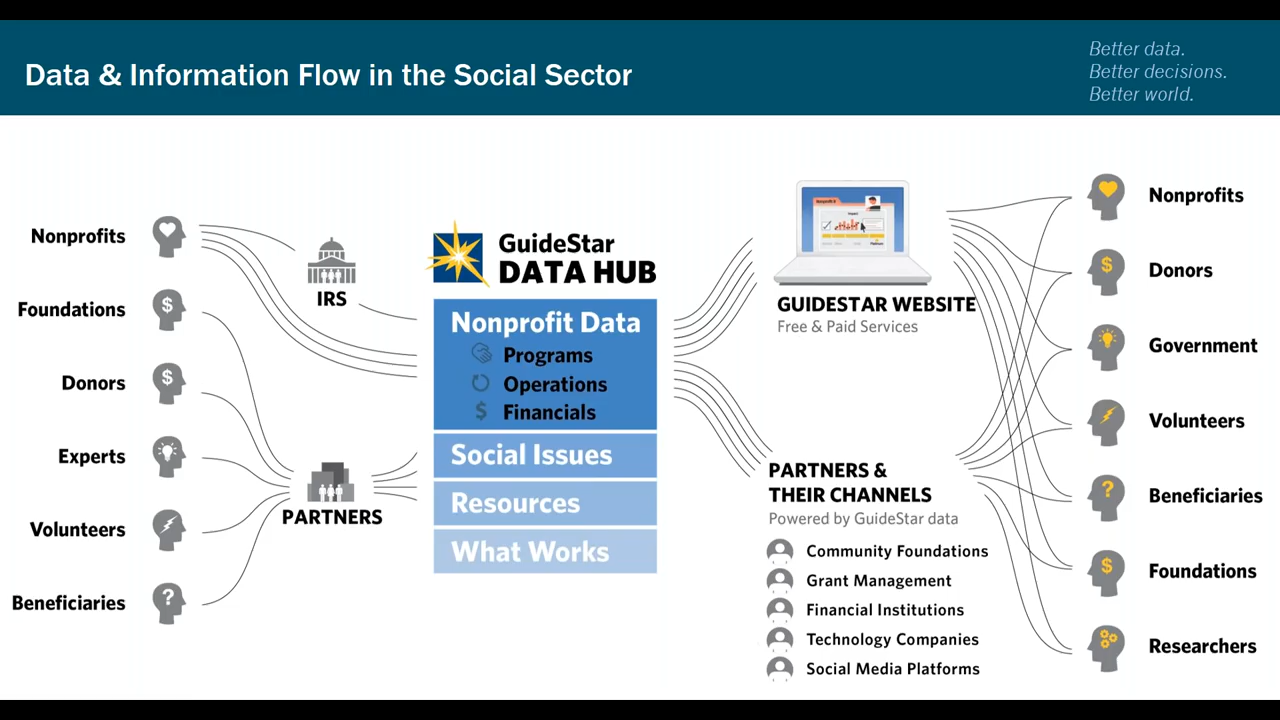 Data & Information Flow in the Social Sector
Better data.
Better decisions.
Better world.
Nonprofits
Foundations
Donors
Experts
Volunteers
Beneficiaries
IRS
PARTNERS
GuideStar
DATA HUB
Nonprofit Data
Programs
Operations
Financials
Social Issues
Resources
What Works
GUIDESTAR WEBSITE
Free & Paid Services
PARTNERS &
THEIR CHANNELS
Powered by GuideStar data
Community Foundations
Grant Management
Financial Institutions
Technology Companies
Social Media Platforms
Nonprofits
Donors
Government
Volunteers
Beneficiaries
Foundations
Researchers